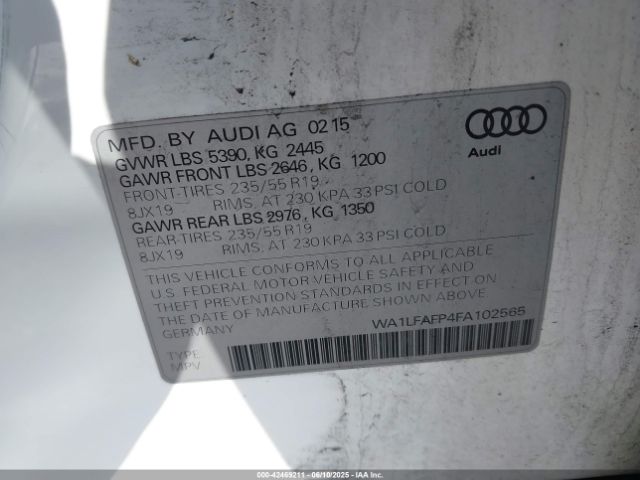 MFD. BY AUDI AG 02 15
GVWR LBS 5390, KG 2445
GAWR FRONT LBS 2646, KG 1200
FRONT-TIRES 235/55 R19
8JX19 RIMS, AT 230 KPA 33 PSI COLD
GAWR REAR LBS 2976, KG 1350
REAR-TIRES 235/55 R19
8JX19 RIMS, AT 230 KPA 33 PSI COLD
Audi
THIS VEHICLE CONFORMS TO ALL APPLICABLE
U.S. FEDERAL MOTOR VEHICLE SAFETY AND
THEFT PREVENTION STANDARDS IN EFFECT ON
THE DATE OF MANUFACTURE SHOWN ABOVE.
GERMANY
WA1LFAFP4FA102565
TYPE
MPV
000-42469211 - 06/10/2025 - IAAI.COM